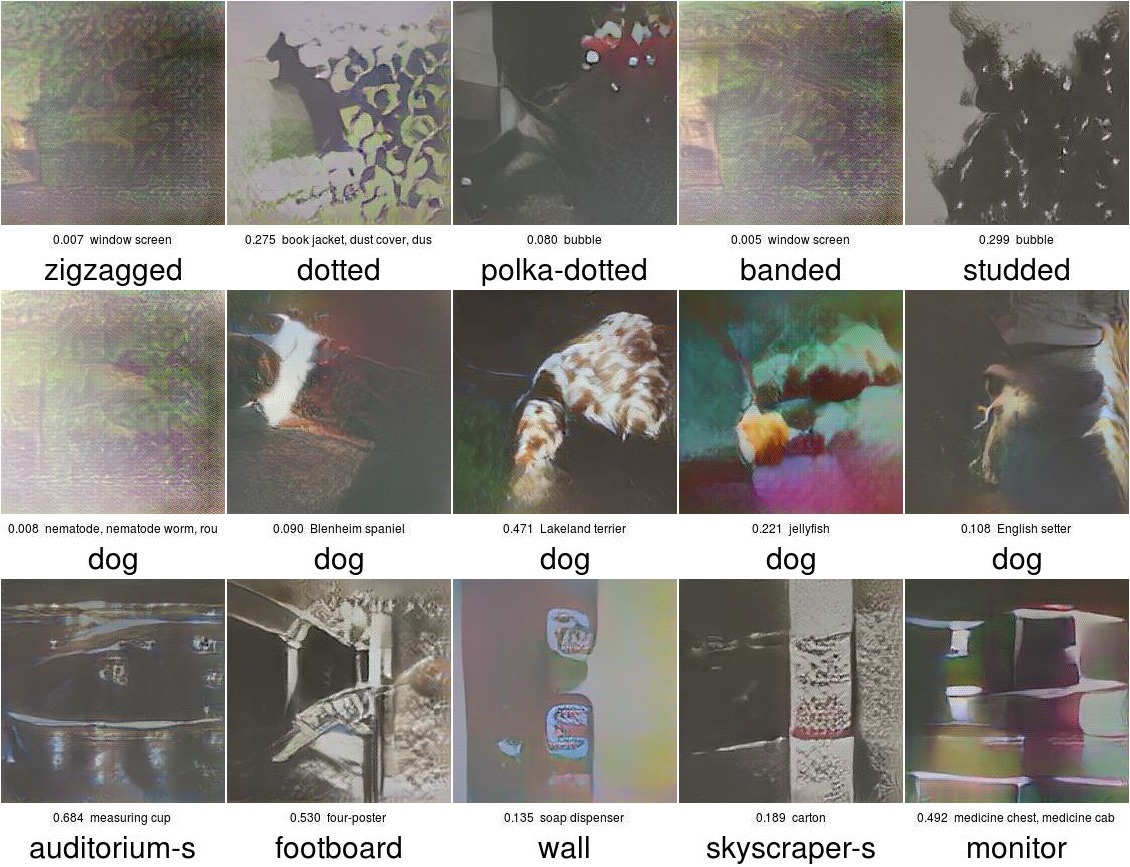 0.007 window screen
0.275 book jacket, dust cover, dus
0.080 bubble
0.005 window screen
0.299 bubble
zigzagged
dotted
polka-dotted
banded
studded
0.008 nematode, nematode worm, rou
0.090 Blenheim spaniel
0.471 Lakeland terrier
0.221 jellyfish
0.108 English setter
dog
dog
dog
dog
dog
0.684 measuring cup
0.530 four-poster
0.135 soap dispenser
0.189 carton
0.492 medicine chest, medicine cab
auditorium-s
footboard
wall
skyscraper-s
monitor